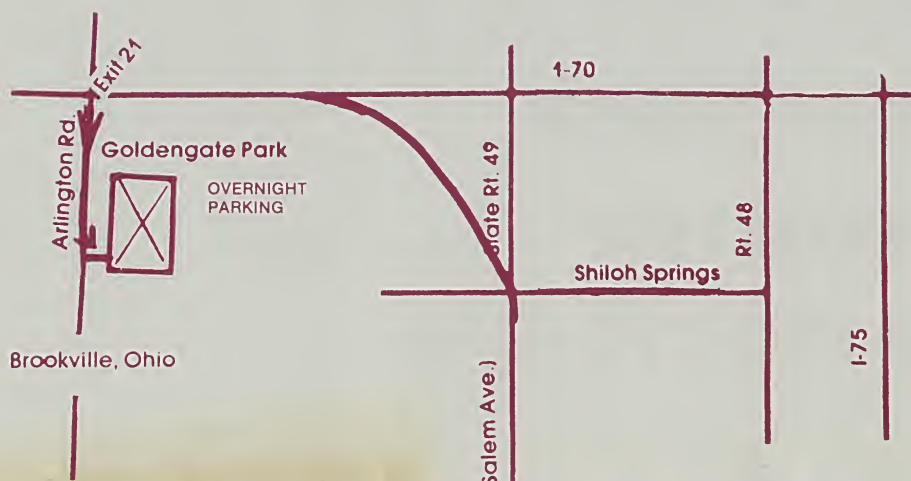 Exit 21
I-70
Arlington Rd.
Goldengate Park
OVERNIGHT
PARKING
State Rt. 49
Rt. 48
Shiloh Springs
Brookville, Ohio
I-75
Salem Ave.)